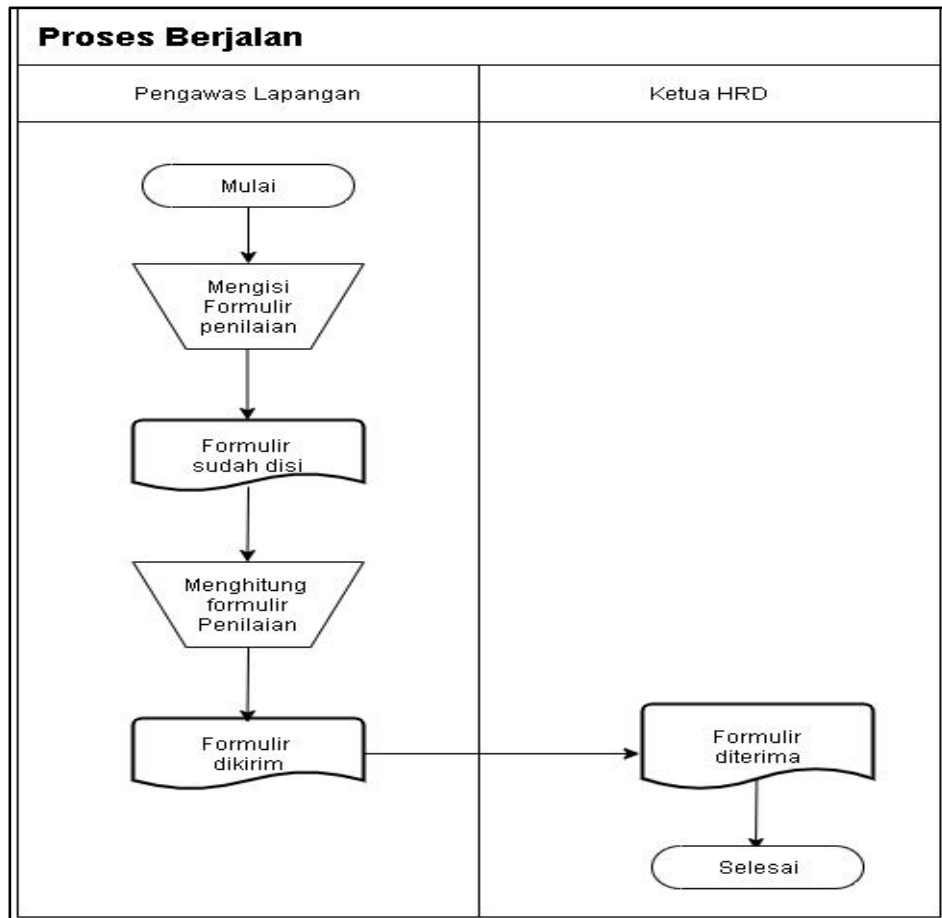 Proses Berjalan
Pengawas Lapangan
Ketua HRD
Mulai
Mengisi
Formulir
penilaian
Formulir
sudah disi
Menghitung
formulir
Penilaian
Formulir
dikirim
Formulir
diterima
Selesai